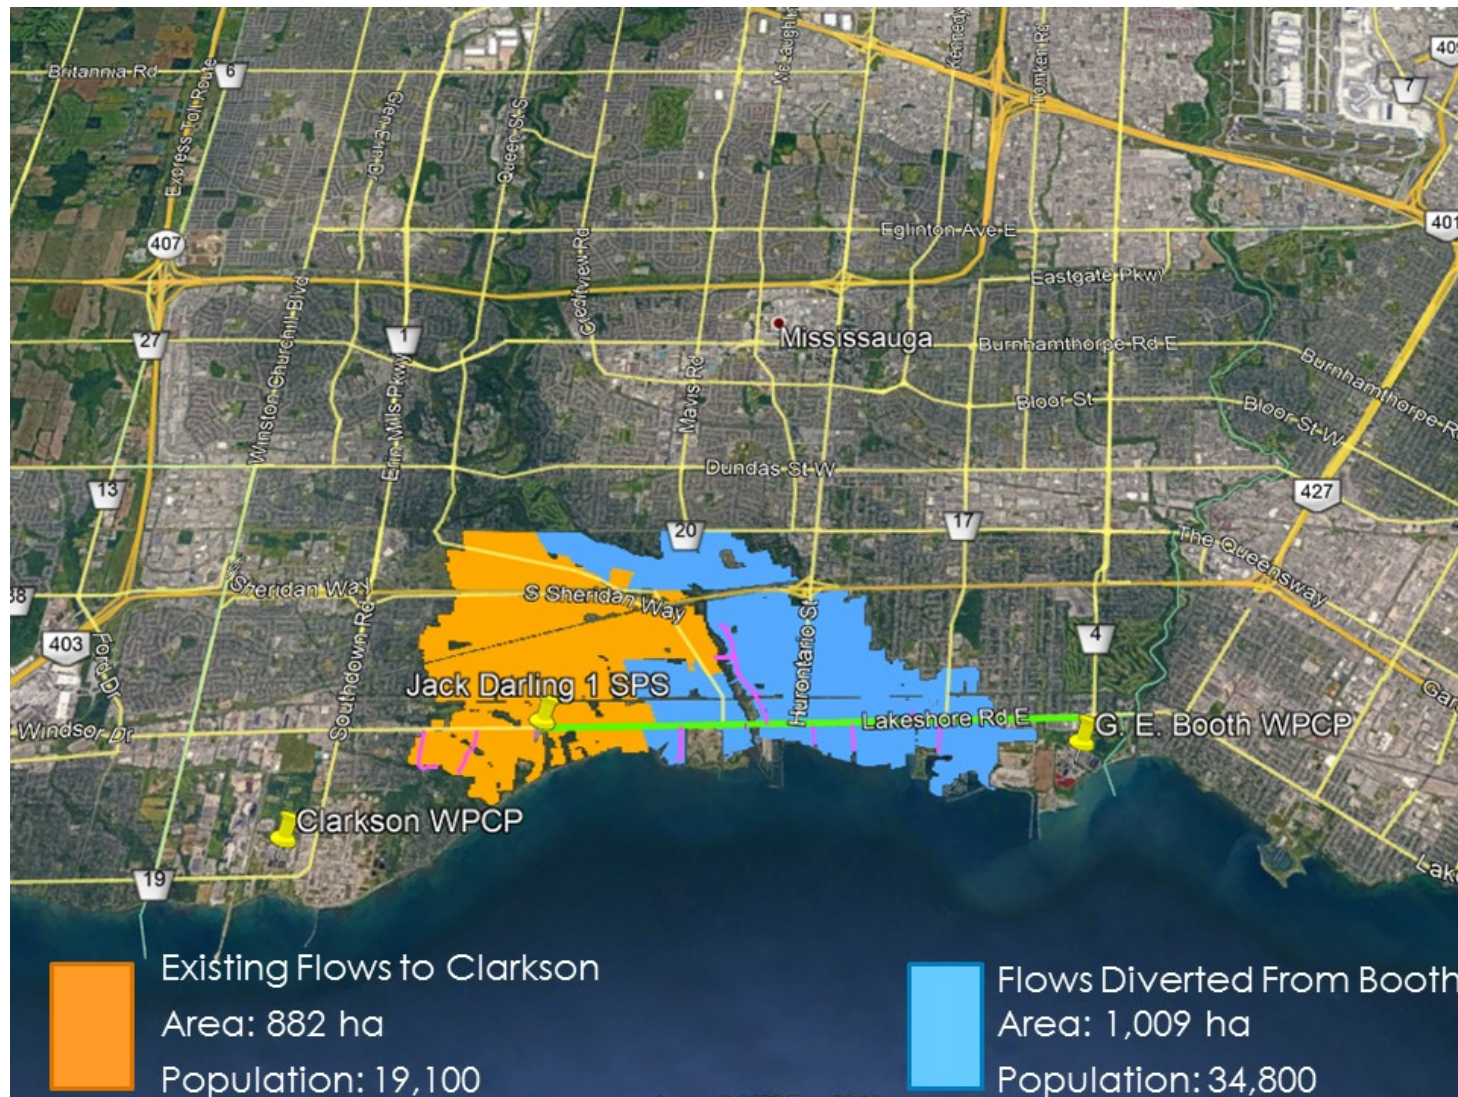 Britannia Rd
6
Express Toll Route
Glen Erin Dr
Queen St S
Kennedy
Tomken Rd
409
7
407
Eglinton Ave E
401
Eastgate Pkwy
Creditview Rd
Winston Churchill Blvd
27
1
Mississauga
Burnhamthorpe Rd E
Burnhamthorpe Rd
Erin Mills Pkwy
Mavis Rd
Bloor St
Bloor St W
Dundas St W
13
427
20
17
The Queensway
Sheridan Way
S Sheridan Way
38
403
Ford Dr
Southdown Rd
Hurontario St
4
Jack Darling 1 SPS
Windsor Dr
Lakeshore Rd E
G. E. Booth WPCP
Gar
Clarkson WPCP
19
Lake
Existing Flows to Clarkson
Area: 882 ha
Population: 19,100
Flows Diverted From Booth
Area: 1,009 ha
Population: 34,800